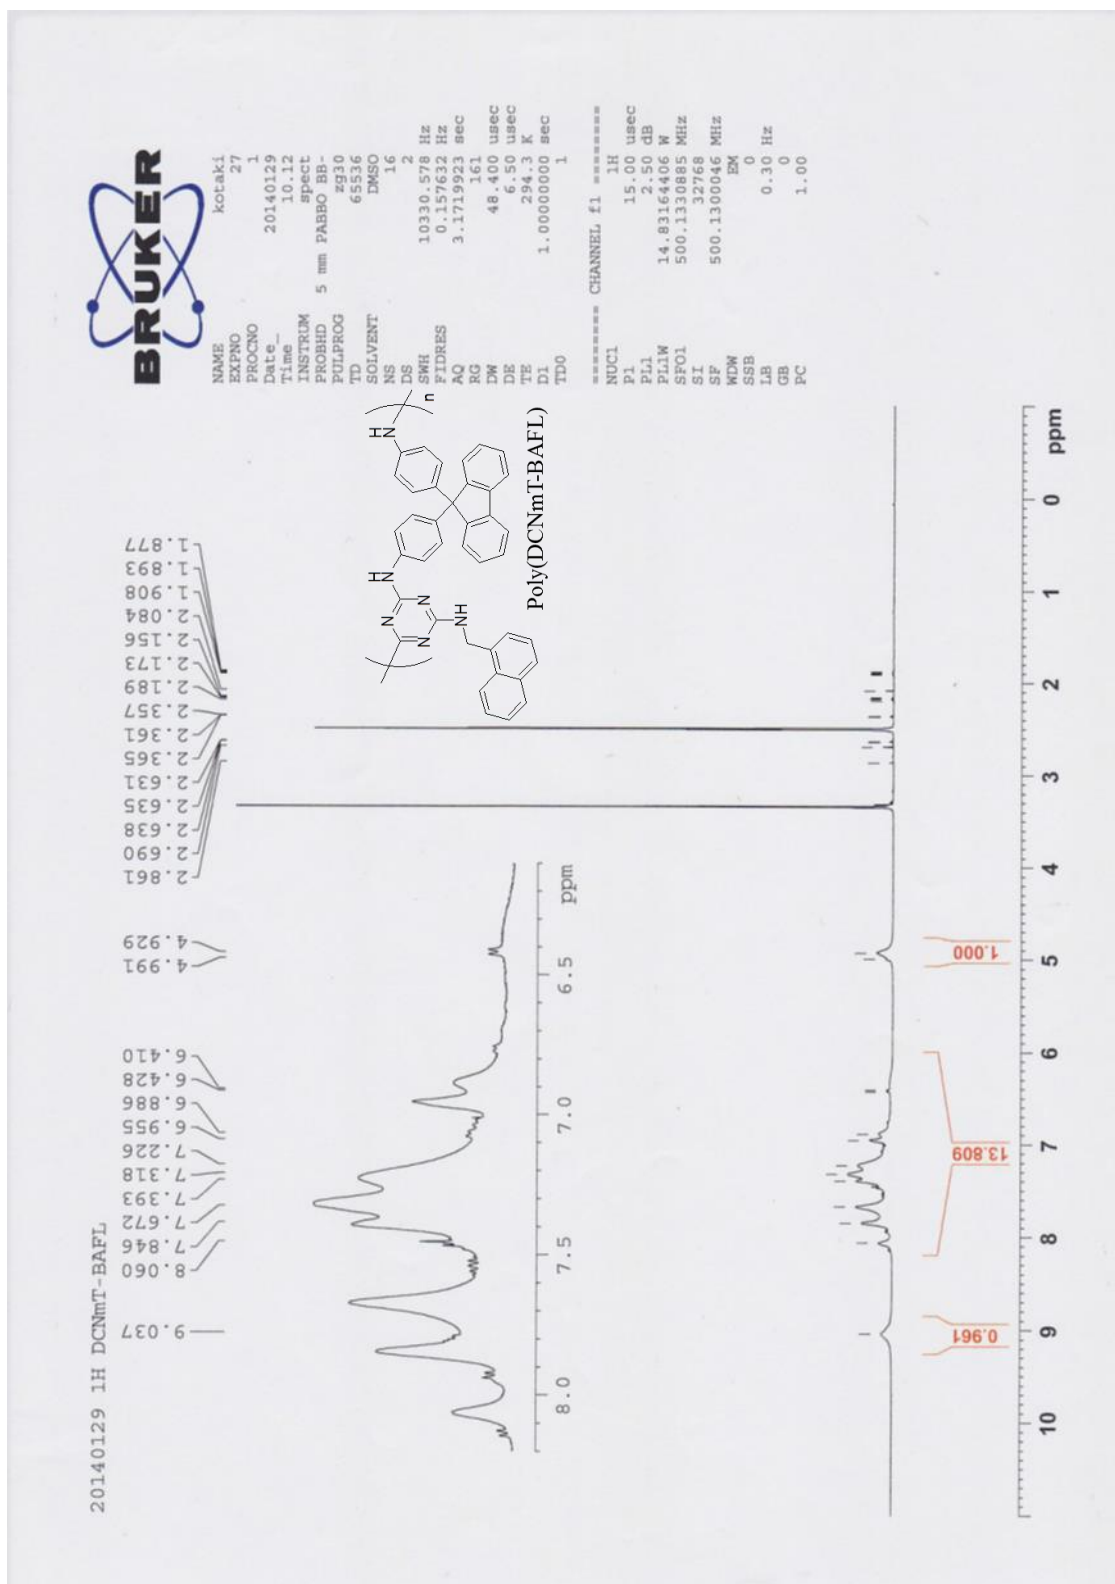 20140129 1H DCNmT-BAFL
9.037
8.060
7.846
7.672
7.393
7.318
7.226
6.955
6.886
6.428
6.410
4.991
4.929
2.861
2.690
2.638
2.635
2.631
2.365
2.361
2.357
2.189
2.173
2.156
2.084
1.908
1.893
1.877
BRUKER
NAME kotaki
EXPNO 27
PROCNO 1
Date_ 20140129
Time 10.12
INSTRUM spect
PROBHD 5 mm PABBO BB-
PULPROG zg30
TD 65536
SOLVENT DMSO
NS 16
DS 2
SWH 10330.578 Hz
FIDRES 0.157632 Hz
AQ 3.1719923 sec
RG 161
DW 48.400 usec
DE 6.50 usec
TE 294.3 K
D1 1.00000000 sec
TD0 1
======== CHANNEL f1 ========
NUC1 1H
P1 15.00 usec
PL1 2.50 dB
PL1W 14.83164406 W
SFO1 500.1330885 MHz
SI 32768
SF 500.1300046 MHz
WDW EM
SSB 0
LB 0.30 Hz
GB 0
PC 1.00
N N N
NH
HN
HN
n
Poly(DCNmT-BAFL)
8.0 7.5 7.0 6.5 ppm
0.961
13.809
1.000
10 9 8 7 6 5 4 3 2 1 0 ppm